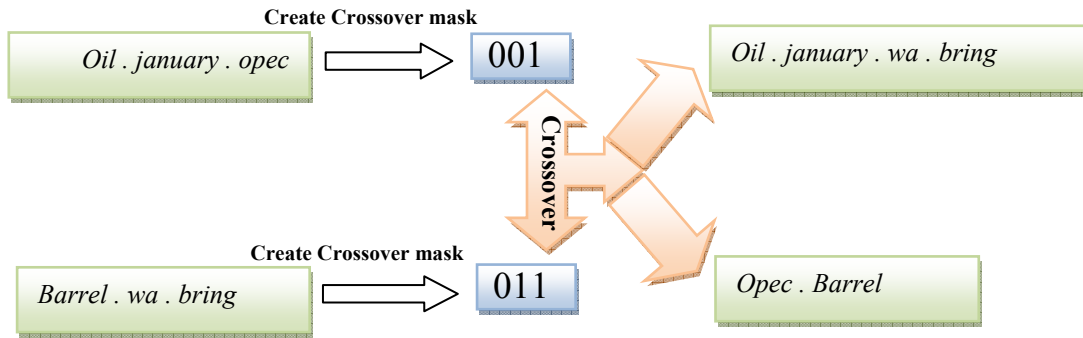 Create Crossover mask
Oil . january . opec
001
Oil . january . wa . bring
Crossover
Create Crossover mask
Barrel . wa . bring
011
Opec . Barrel